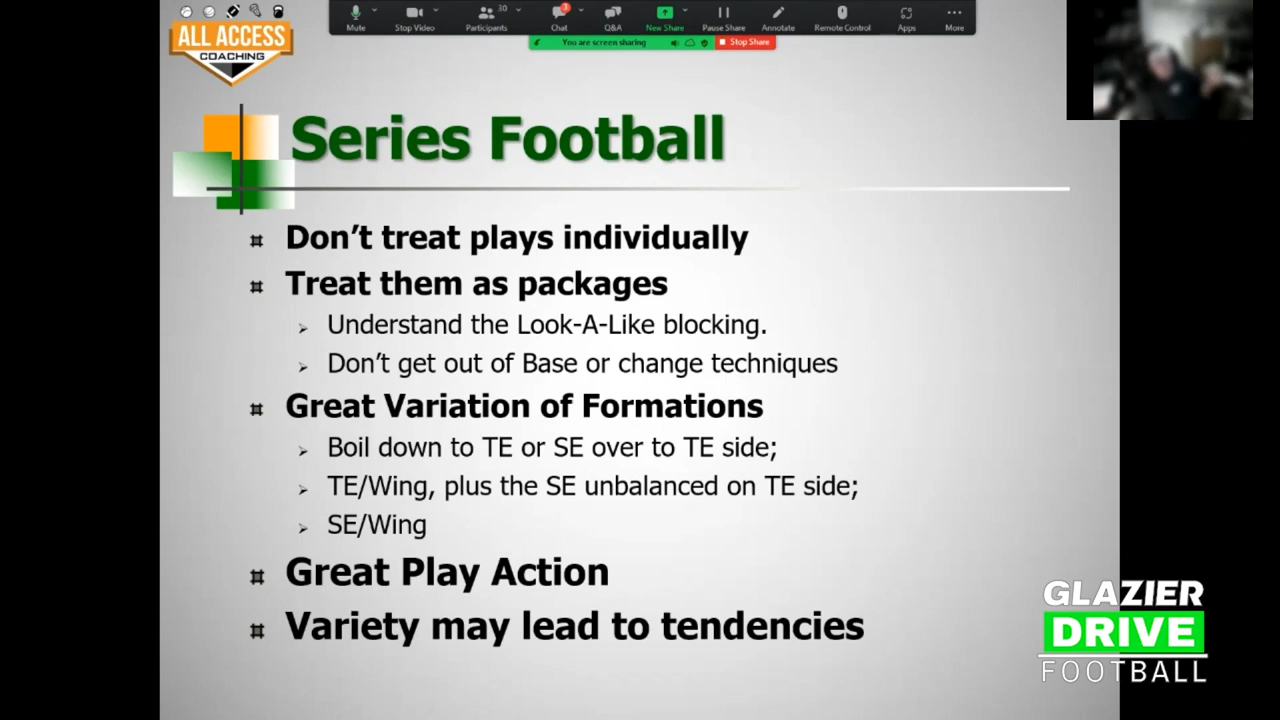 ALL ACCESS
COACHING
Mute
Stop Video
Participants
30
Chat
3
Q&A
New Share
Pause Share
Annotate
Remote Control
Apps
More
You are screen sharing
Stop Share
Series Football
Don't treat plays individually
Treat them as packages
Understand the Look-A-Like blocking.
Don't get out of Base or change techniques
Great Variation of Formations
Boil down to TE or SE over to TE side;
TE/Wing, plus the SE unbalanced on TE side;
SE/Wing
Great Play Action
Variety may lead to tendencies
GLAZIER
DRIVE
FOOTBALL